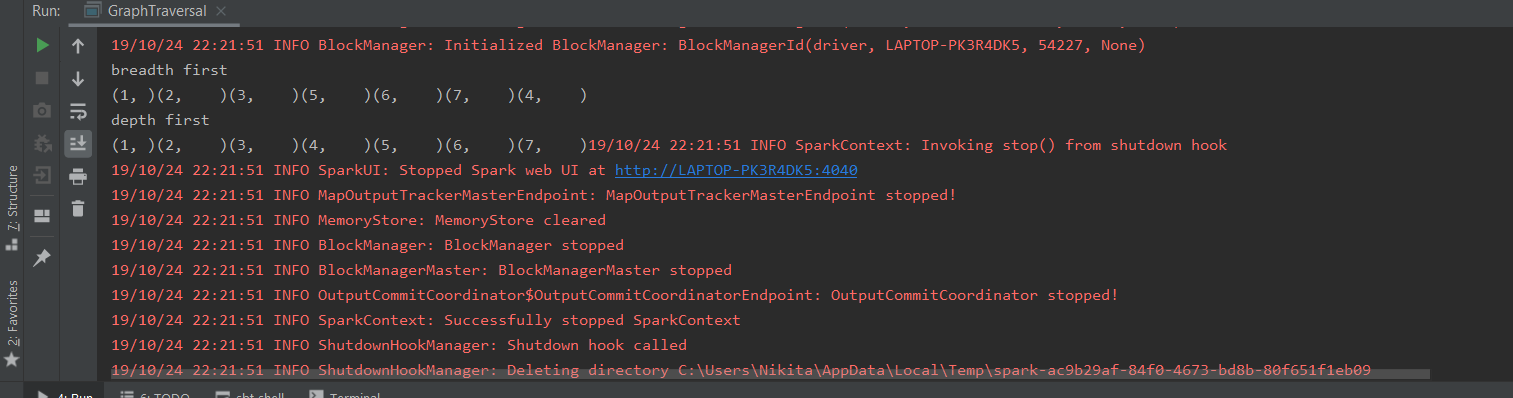 Run: GraphTraversal
19/10/24 22:21:51 INFO BlockManager: Initialized BlockManager: BlockManagerId(driver, LAPTOP-PK3R4DK5, 54227, None)
breadth first
(1, )(2,    )(3,    )(5,    )(6,    )(7,    )(4,    )
depth first
(1, )(2,    )(3,    )(4,    )(5,    )(6,    )(7,    )19/10/24 22:21:51 INFO SparkContext: Invoking stop() from shutdown hook
19/10/24 22:21:51 INFO SparkUI: Stopped Spark web UI at http://LAPTOP-PK3R4DK5:4040
19/10/24 22:21:51 INFO MapOutputTrackerMasterEndpoint: MapOutputTrackerMasterEndpoint stopped!
19/10/24 22:21:51 INFO MemoryStore: MemoryStore cleared
19/10/24 22:21:51 INFO BlockManager: BlockManager stopped
19/10/24 22:21:51 INFO BlockManagerMaster: BlockManagerMaster stopped
19/10/24 22:21:51 INFO OutputCommitCoordinator$OutputCommitCoordinatorEndpoint: OutputCommitCoordinator stopped!
19/10/24 22:21:51 INFO SparkContext: Successfully stopped SparkContext
19/10/24 22:21:51 INFO ShutdownHookManager: Shutdown hook called
19/10/24 22:21:51 INFO ShutdownHookManager: Deleting directory C:\Users\Nikita\AppData\Local\Temp\spark-ac9b29af-84f0-4673-bd8b-80f651f1eb09
7: Structure
2: Favorites
4: Run 6: TODO sbt shell Terminal